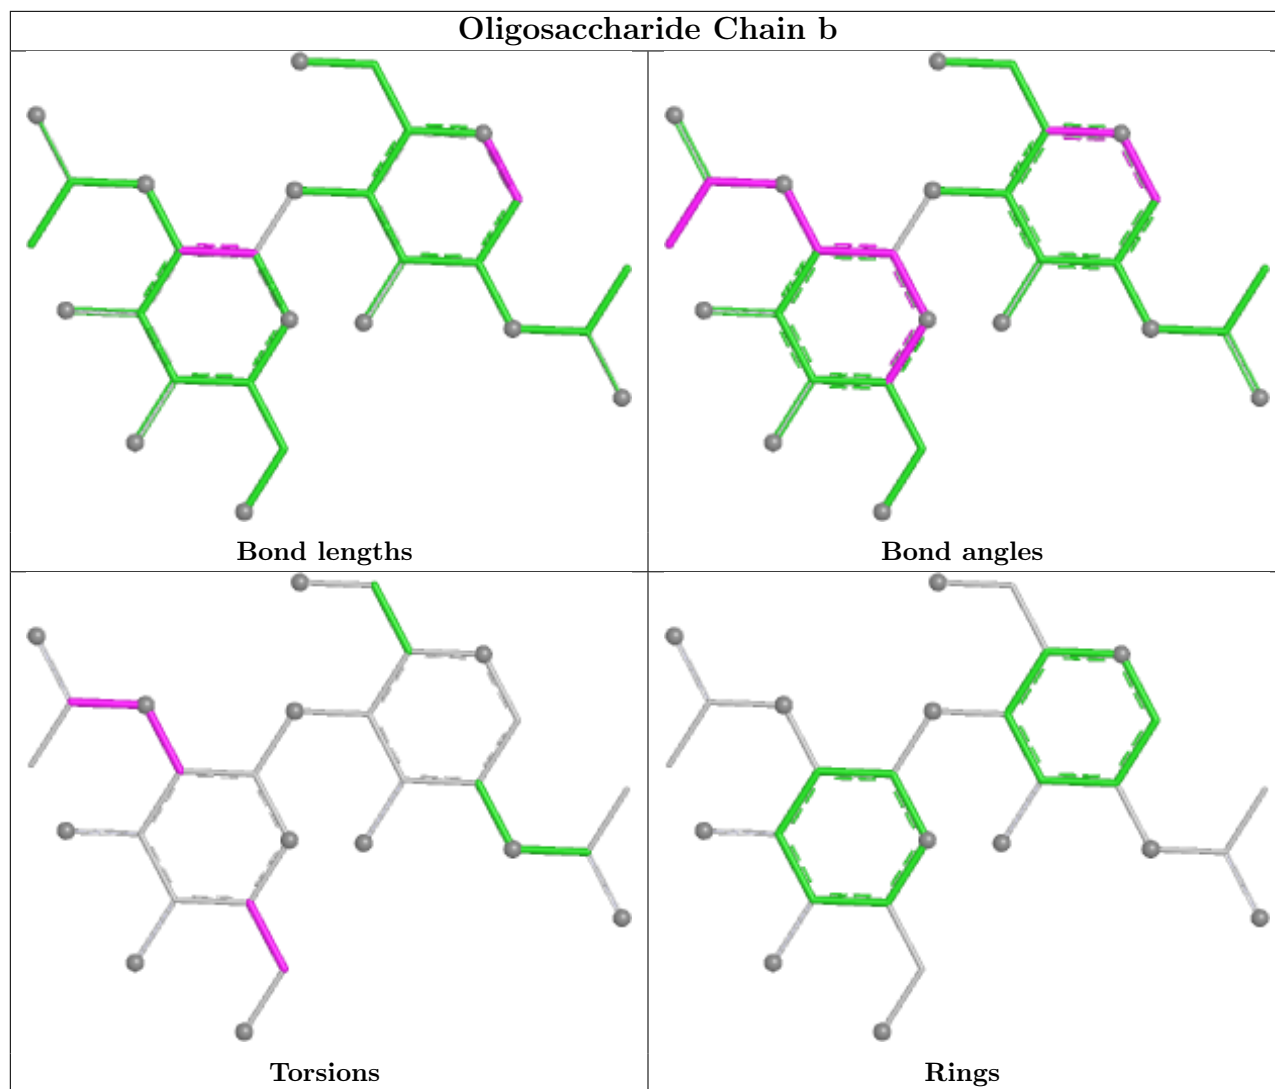 Oligosaccharide Chain b
Bond lengths
Bond angles
Torsions
Rings